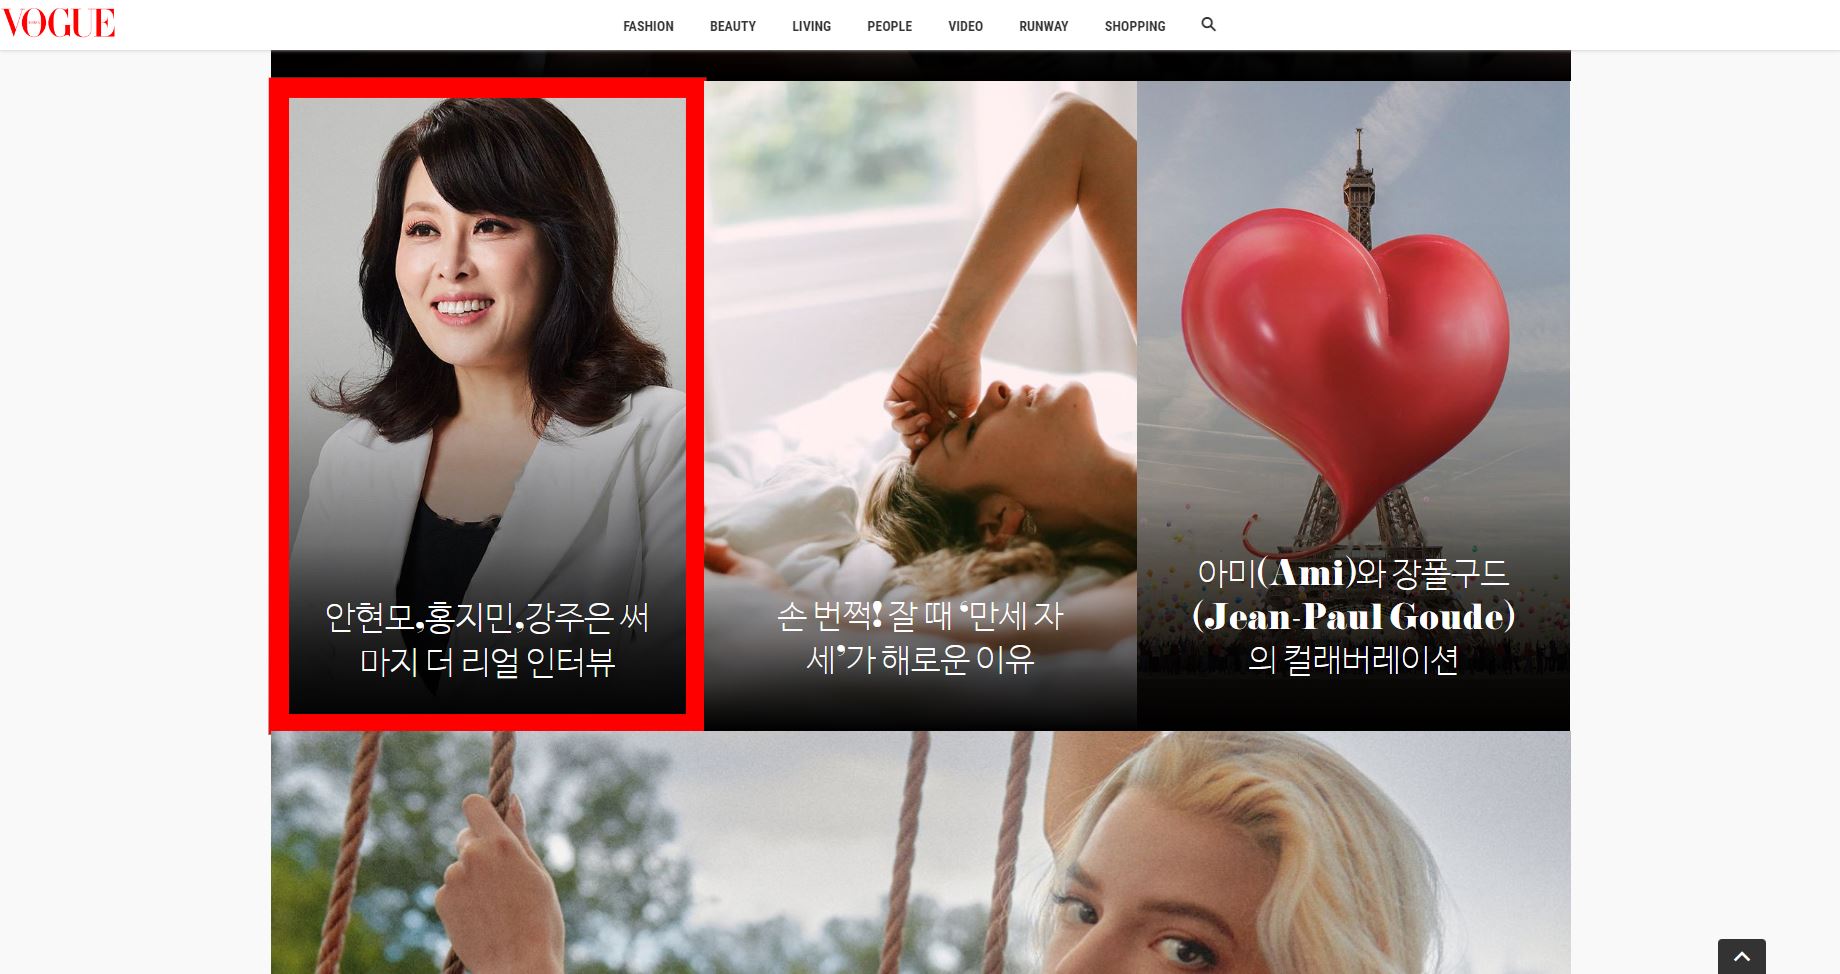 VOGUE
FASHION
BEAUTY
LIVING
PEOPLE
VIDEO
RUNWAY
SHOPPING
안현모,홍지민,강주은 써
마지 더 리얼 인터뷰
손 번쩍! 잘 때 ‘만세 자
세’가 해로운 이유
아미(Ami)와 장폴구드
(Jean-Paul Goude)
의 컬래버레이션